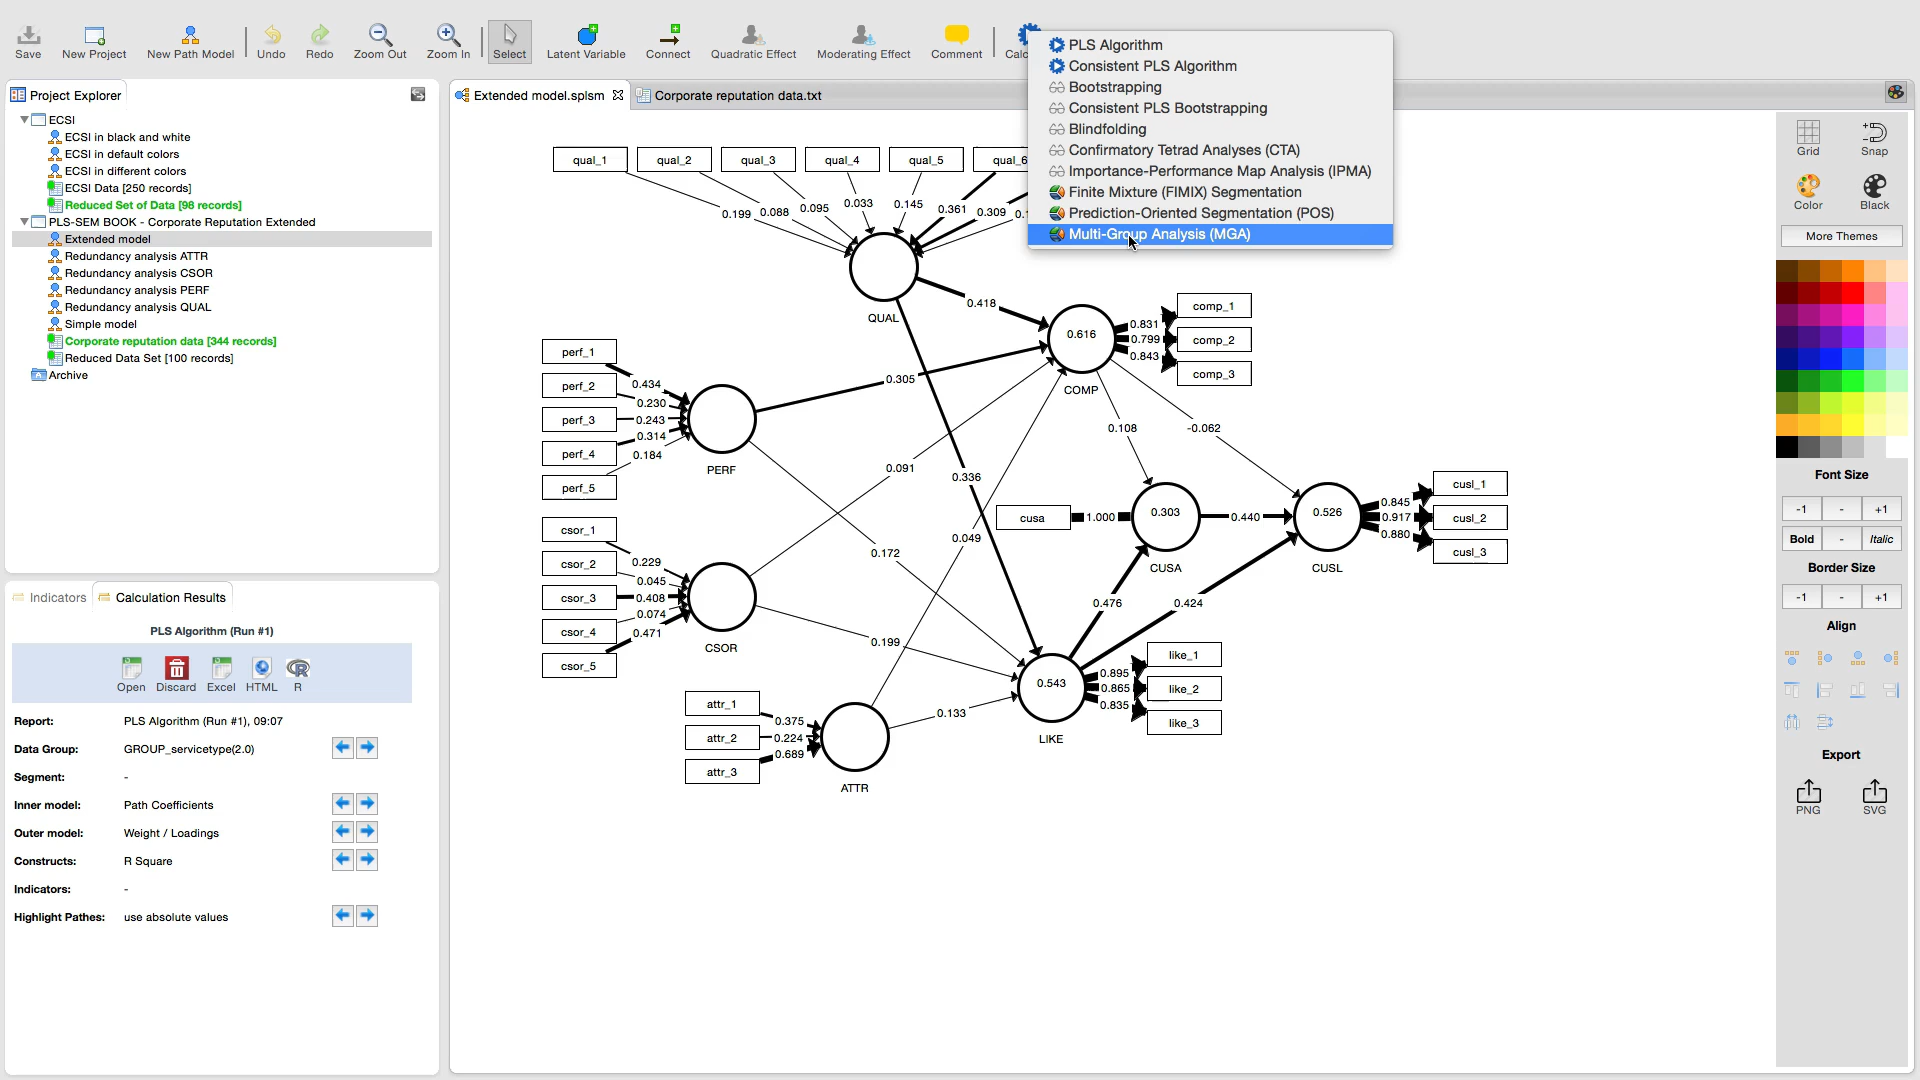 Save New Project New Path Model Undo Redo Zoom Out Zoom In Select Latent Variable Connect Quadratic Effect Moderating Effect Comment
PLS Algorithm
Consistent PLS Algorithm
Bootstrapping
Consistent PLS Bootstrapping
Blindfolding
Confirmatory Tetrad Analyses (CTA)
Importance-Performance Map Analysis (IPMA)
Finite Mixture (FIMIX) Segmentation
Prediction-Oriented Segmentation (POS)
Multi-Group Analysis (MGA)
Project Explorer
ECSI
ECSI in black and white
ECSI in default colors
ECSI in different colors
ECSI Data [250 records]
Reduced Set of Data [98 records]
PLS-SEM BOOK - Corporate Reputation Extended
Extended model
Redundancy analysis ATTR
Redundancy analysis CSOR
Redundancy analysis PERF
Redundancy analysis QUAL
Simple model
Corporate reputation data [344 records]
Reduced Data Set [100 records]
Archive
Indicators Calculation Results
PLS Algorithm (Run #1)
Open Discard Excel HTML R
Report: PLS Algorithm (Run #1), 09:07
Data Group: GROUP_servicetype(2.0)
Segment: -
Inner model: Path Coefficients
Outer model: Weight / Loadings
Constructs: R Square
Indicators: -
Highlight Pathes: use absolute values
Extended model.splsm Corporate reputation data.txt
qual_1 qual_2 qual_3 qual_4 qual_5 qual_6
0.199 0.088 0.095 0.033 0.145 0.361 0.309
QUAL
0.418
0.336
perf_1
perf_2
perf_3
perf_4
perf_5
0.434
0.230
0.243
0.314
0.184
PERF
0.305
0.172
csor_1
csor_2
csor_3
csor_4
csor_5
0.229
0.045
0.408
0.074
0.471
CSOR
0.091
0.199
attr_1
attr_2
attr_3
0.375
0.224
0.689
ATTR
0.049
0.133
0.616
COMP
0.831
0.799
0.843
comp_1
comp_2
comp_3
0.108
-0.062
cusa
1.000
0.303
CUSA
0.440
0.526
CUSL
0.845
0.917
0.880
cusl_1
cusl_2
cusl_3
0.476
0.424
0.543
LIKE
0.895
0.865
0.835
like_1
like_2
like_3
Grid Snap
Color Black
More Themes
Font Size
-1 - +1
Bold - Italic
Border Size
-1 - +1
Align
Export
PNG SVG